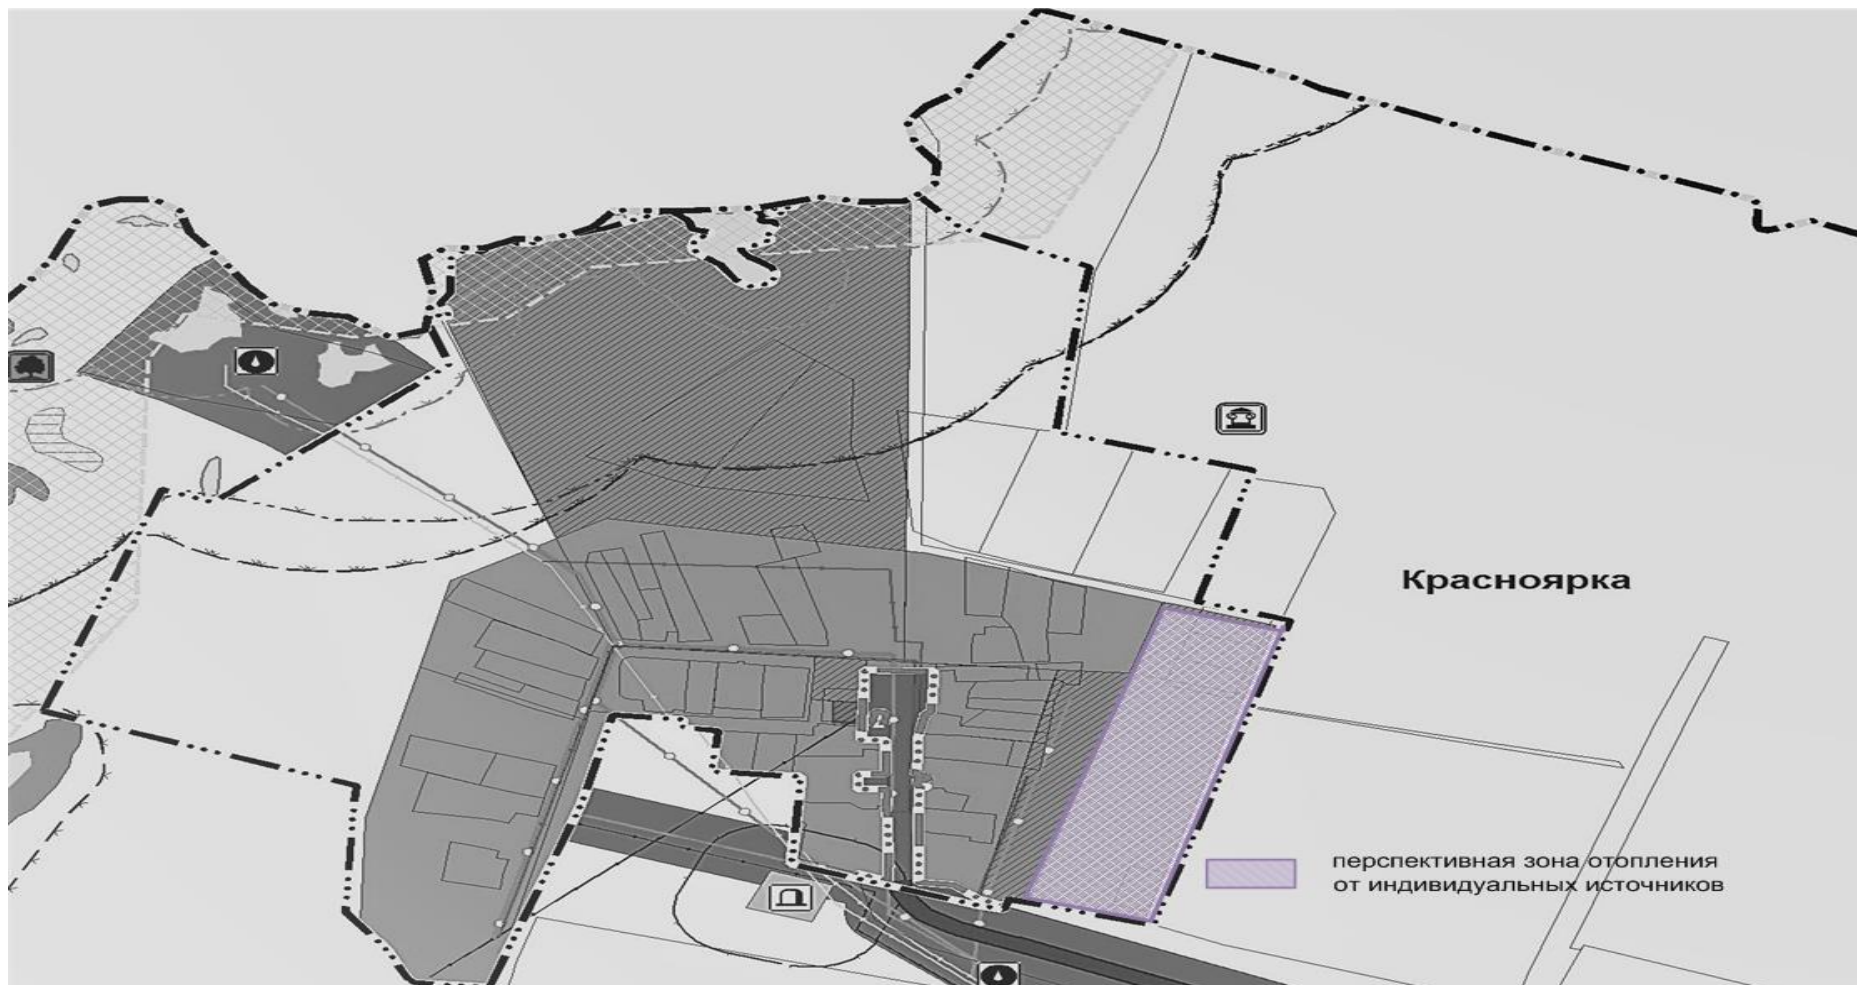 Красноярка
перспективная зона отопления
от индивидуальных источников